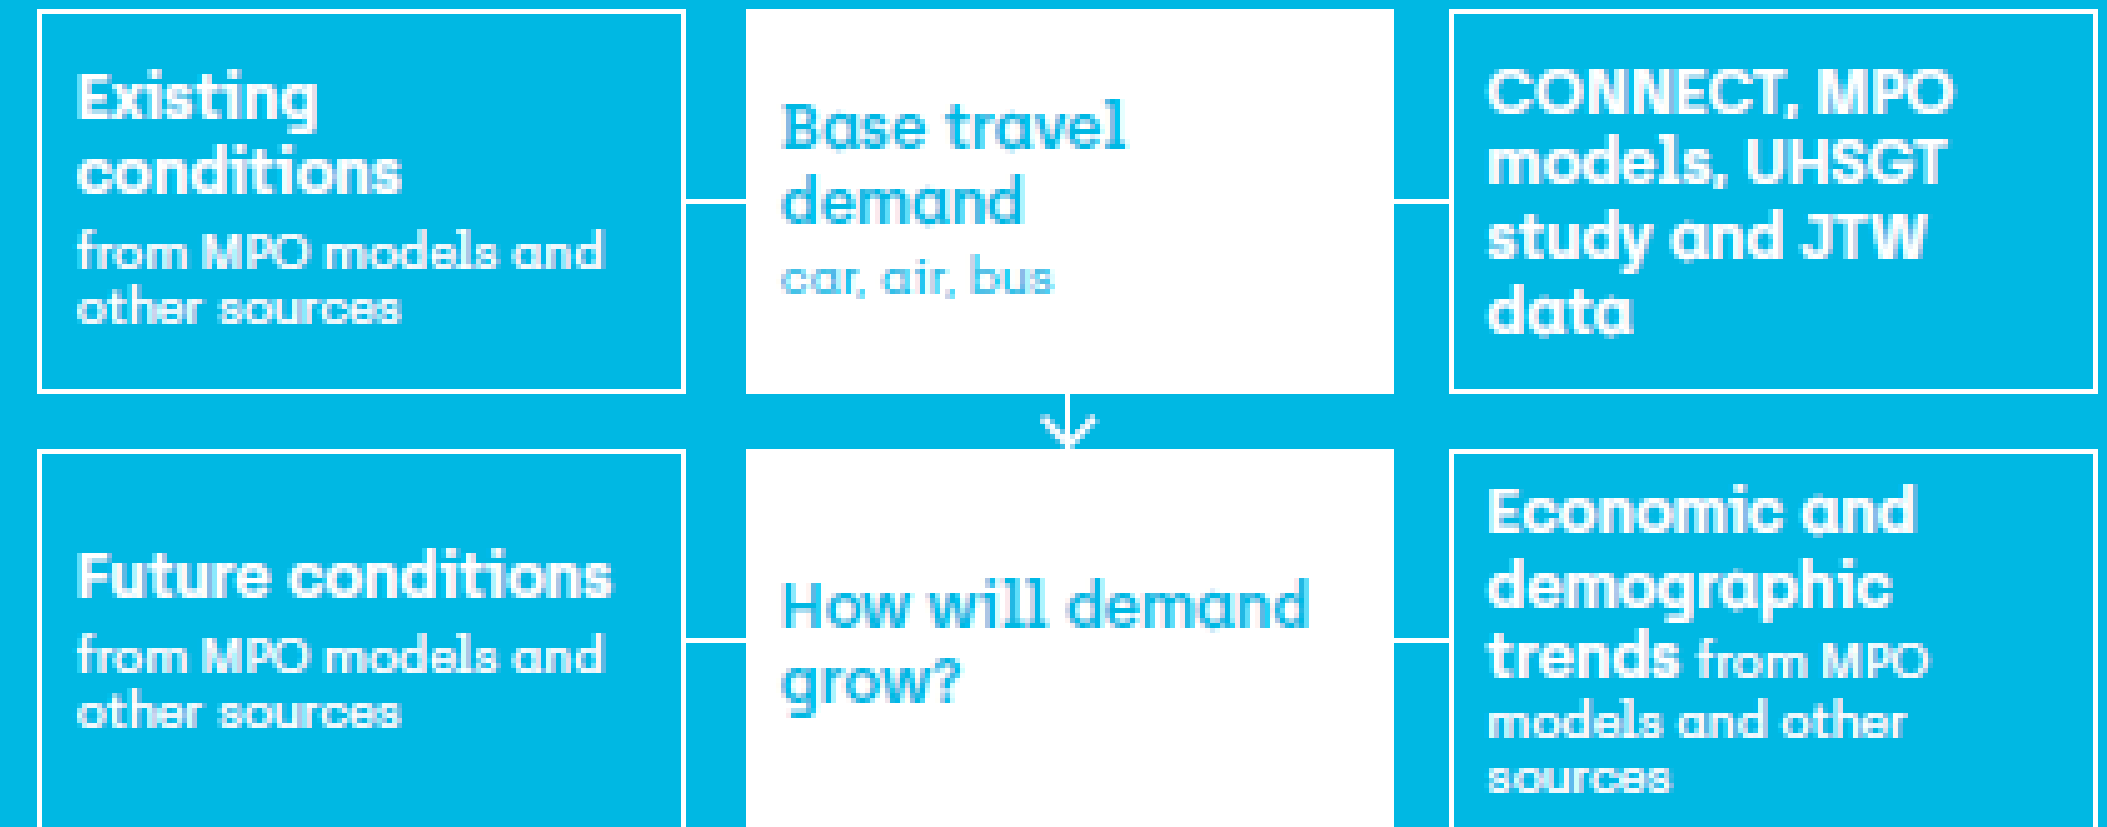 Existing
conditions
from MPO models and
other sources
Base travel
demand
car, air, bus
CONNECT, MPO
models, UHSGT
study and JTW
data
Future conditions
from MPO models and
other sources
How will demand
grow?
Economic and
demographic
trends from MPO
models and other
sources